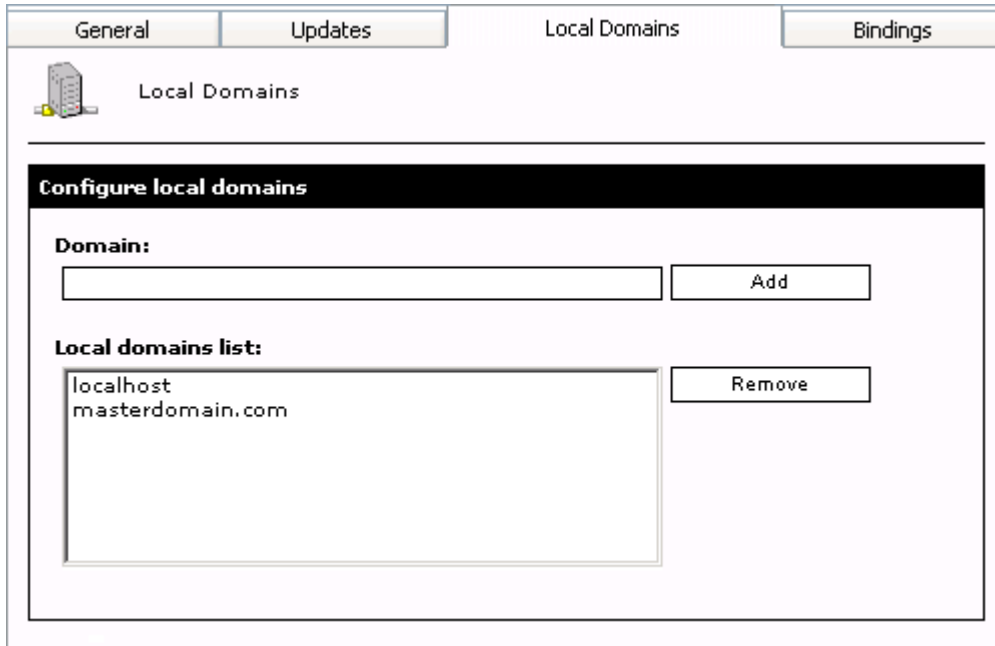 General Updates Local Domains Bindings
Local Domains
Configure local domains
Domain:
Add
Local domains list:
localhost
masterdomain.com
Remove